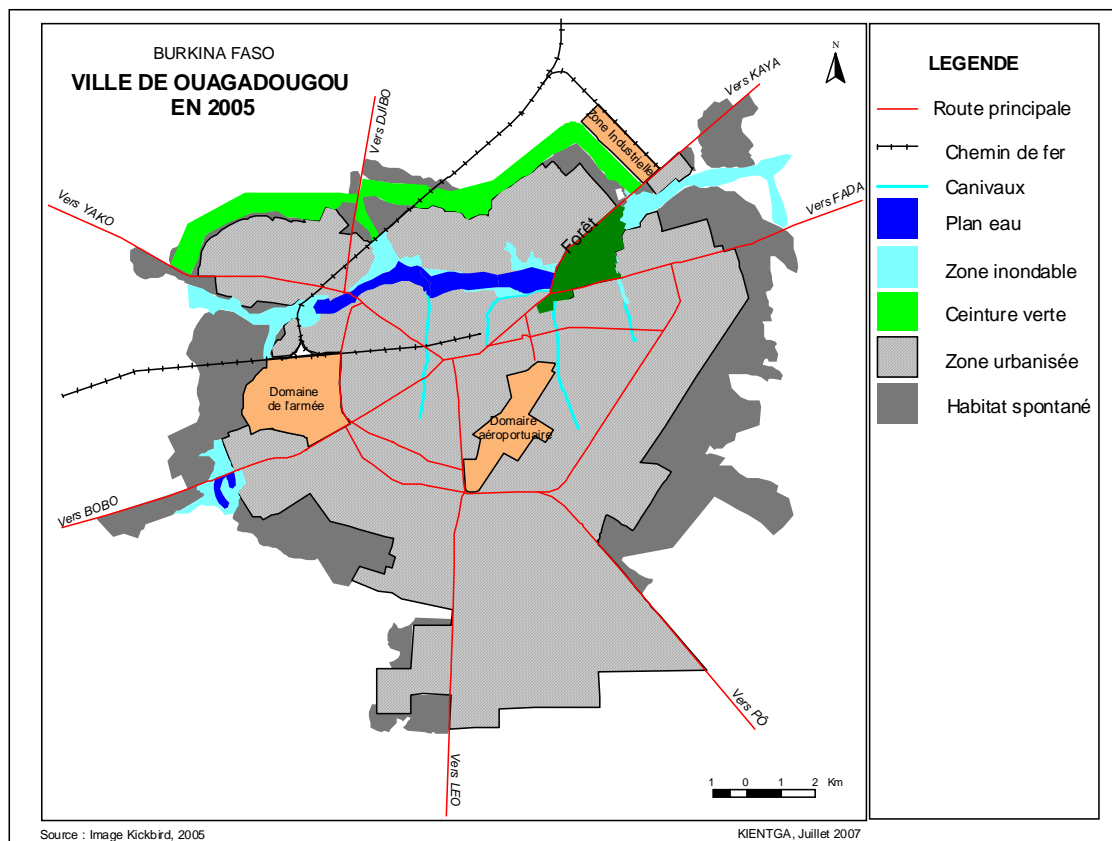 BURKINA FASO
VILLE DE OUAGADOUGOU
EN 2005
N
Vers DJIBO
Vers KAYA
Zone Industrielle
Vers YAKO
Vers FADA
Forêt
Domaine
de l'armée
Domaire
aéroportuaire
Vers BOBO
Vers PÔ
Vers LEO
1 0 1 2 Km
LEGENDE
Route principale
Chemin de fer
Canivaux
Plan eau
Zone inondable
Ceinture verte
Zone urbanisée
Habitat spontané
Source : Image Kickbird, 2005
KIENTGA, Juillet 2007